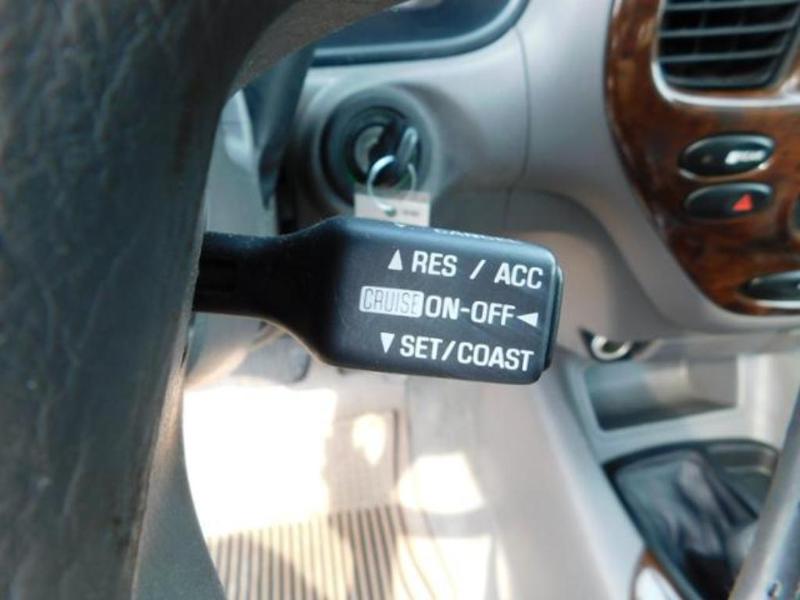 ▲ RES / ACC
CRUISE ON-OFF ◄
▼ SET/COAST